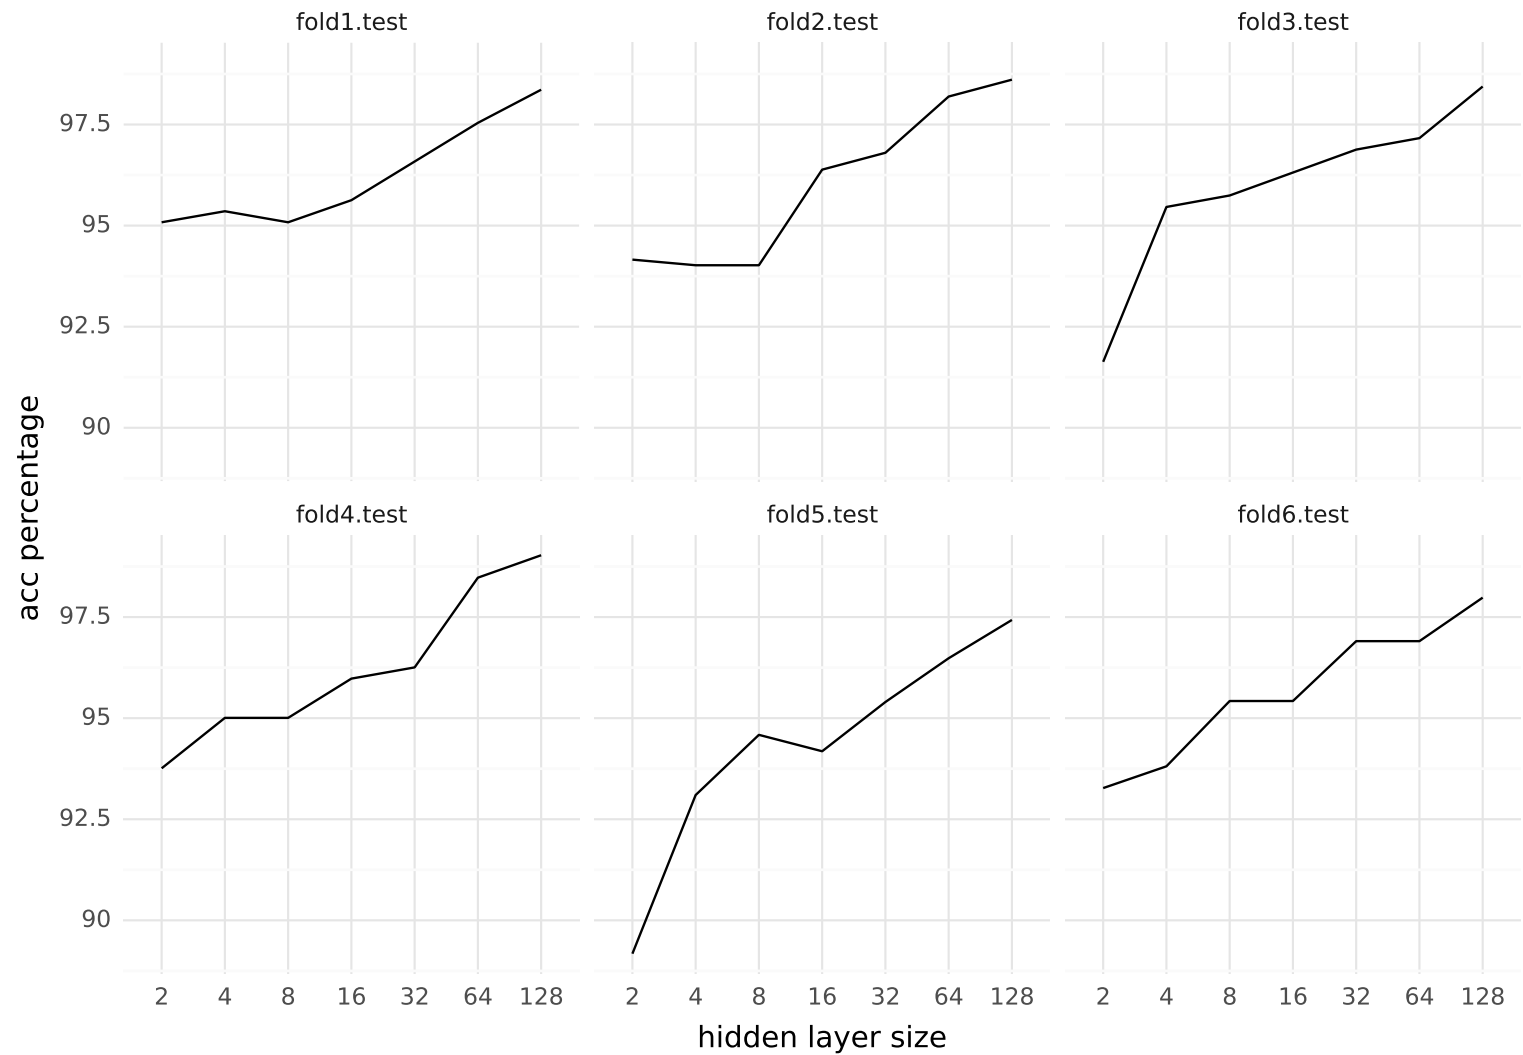 fold1.test fold2.test fold3.test
97.5
95
92.5
90
fold4.test fold5.test fold6.test
97.5
95
92.5
90
acc percentage
2 4 8 16 32 64 128 2 4 8 16 32 64 128 2 4 8 16 32 64 128
hidden layer size